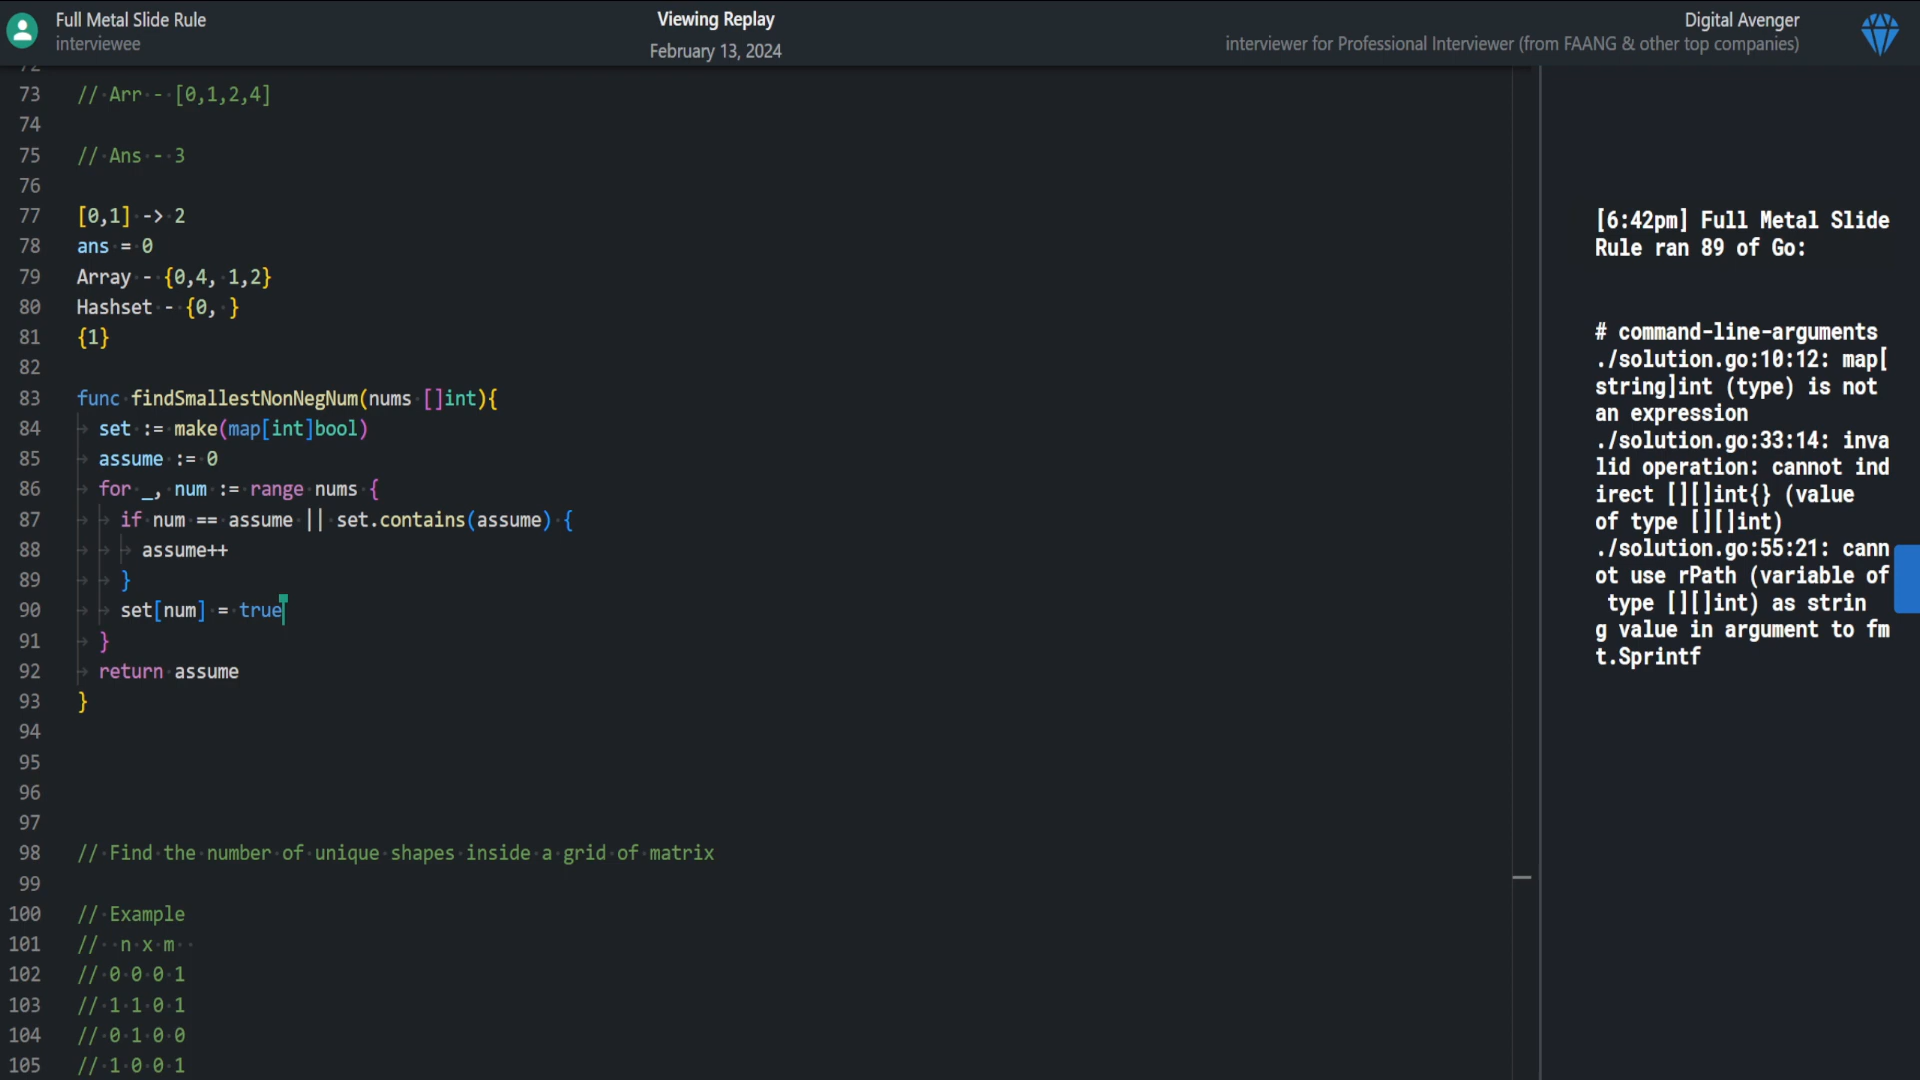 Full Metal Slide Rule
interviewee
Viewing Replay
February 13, 2024
Digital Avenger
interviewer for Professional Interviewer (from FAANG & other top companies)
72
73 // Arr - [0,1,2,4]
74
75 // Ans - 3
76
77 [0,1] -> 2
78 ans = 0
79 Array - {0,4, 1,2}
80 Hashset - {0, }
81 {1}
82
83 func findSmallestNonNegNum(nums []int){
84 set := make(map[int]bool)
85 assume := 0
86 for _, num := range nums {
87 if num == assume || set.contains(assume) {
88 assume++
89 }
90 set[num] = true
91 }
92 return assume
93 }
94
95
96
97
98 // Find the number of unique shapes inside a grid of matrix
99
100 // Example
101 // n x m
102 // 0 0 0 1
103 // 1 1 0 1
104 // 0 1 0 0
105 // 1 0 0 1
[6:42pm] Full Metal Slide
Rule ran 89 of Go:
# command-line-arguments
./solution.go:10:12: map[
string]int (type) is not
an expression
./solution.go:33:14: inva
lid operation: cannot ind
irect [][]int{} (value
of type [][]int)
./solution.go:55:21: cann
ot use rPath (variable of
type [][]int) as strin
g value in argument to fm
t.Sprintf